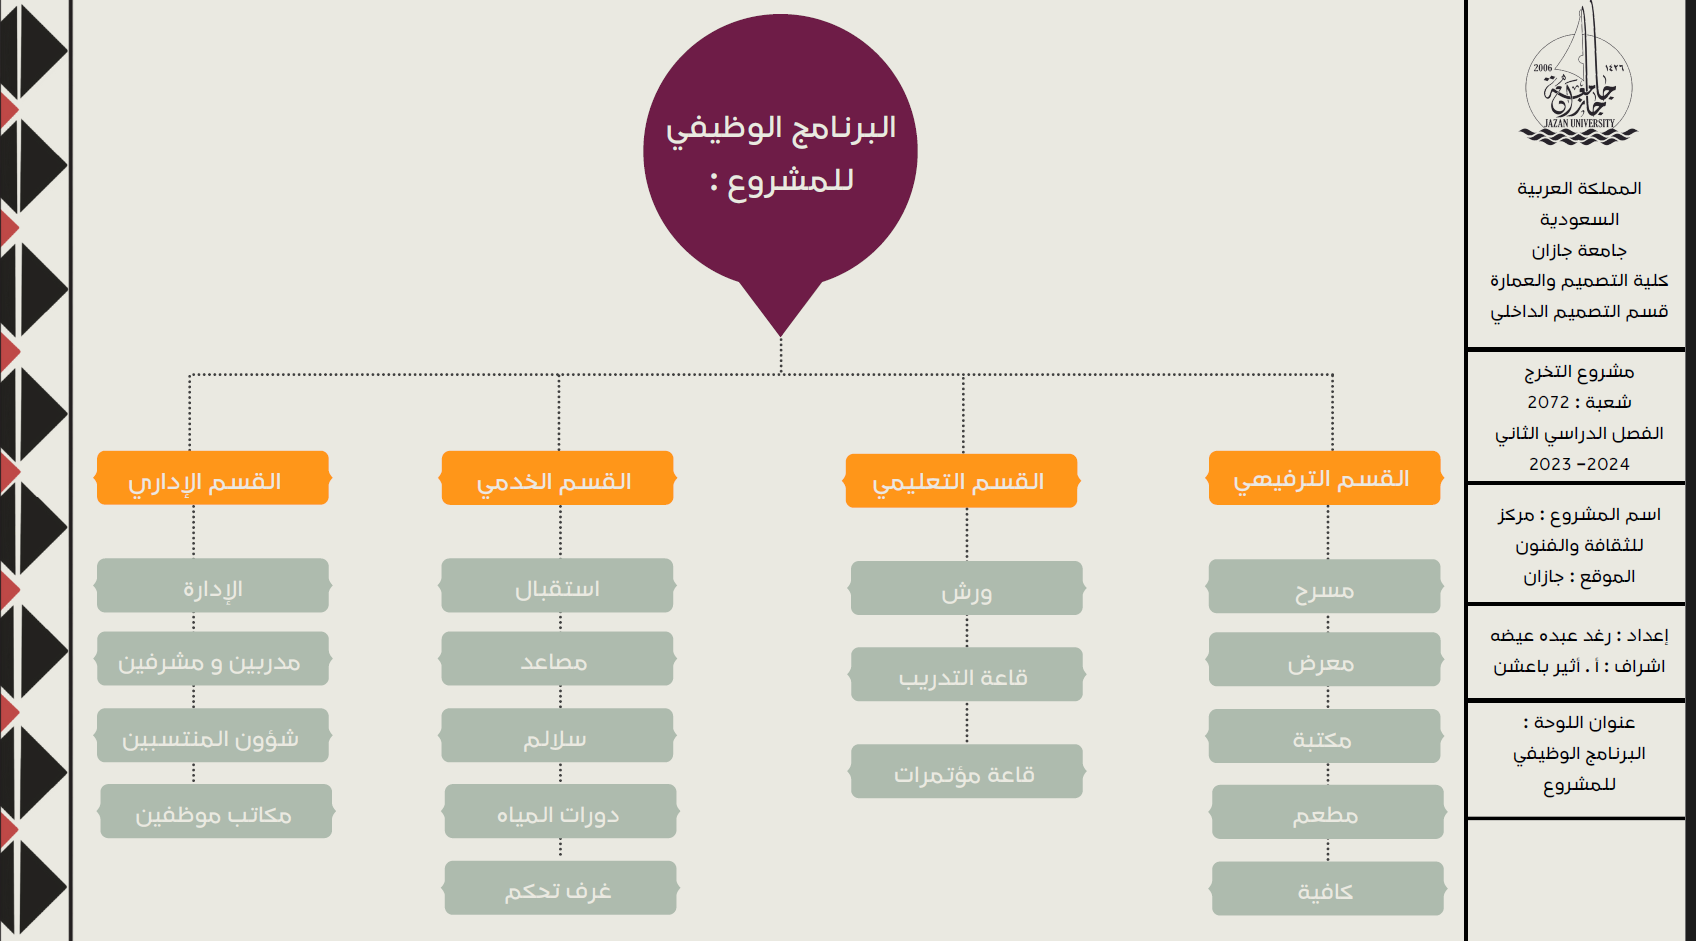 البرنامج الوظيفي
للمشروع :
القسم الترفيهي
مسرح
معرض
مكتبة
مطعم
كافية
القسم التعليمي
ورش
قاعة التدريب
قاعة مؤتمرات
القسم الخدمي
استقبال
مصاعد
سلالم
دورات المياه
غرف تحكم
القسم الإداري
الإدارة
مدربين و مشرفين
شؤون المنتسبين
مكاتب موظفين
2006 ١٤٢٦
جامعة جازان
JAZAN UNIVERSITY
المملكة العربية
السعودية
جامعة جازان
كلية التصميم والعمارة
قسم التصميم الداخلي
مشروع التخرج
شعبة : 2072
الفصل الدراسي الثاني
2023 –2024
اسم المشروع : مركز
للثقافة والفنون
الموقع : جازان
إعداد : رغد عبده عيضه
اشراف : أ . أثير باعشن
عنوان اللوحة :
البرنامج الوظيفي
للمشروع